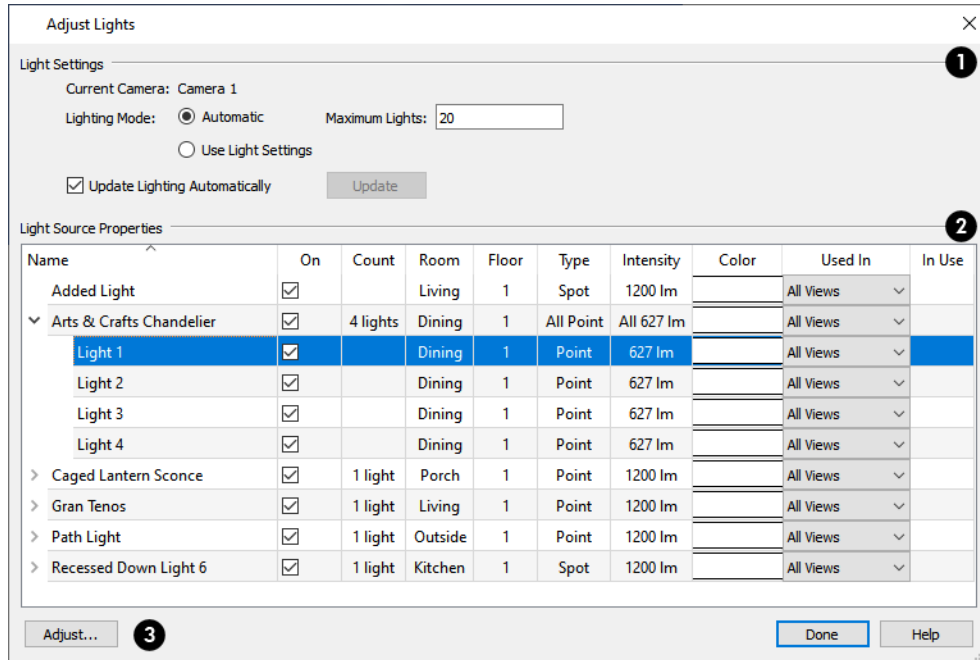 Adjust Lights
Light Settings 1
Current Camera: Camera 1
Lighting Mode: Automatic Maximum Lights: 20
Use Light Settings
Update Lighting Automatically Update
Light Source Properties 2
Name On Count Room Floor Type Intensity Color Used In In Use
Added Light Living 1 Spot 1200 lm All Views
Arts & Crafts Chandelier 4 lights Dining 1 All Point All 627 lm All Views
Light 1 Dining 1 Point 627 lm All Views
Light 2 Dining 1 Point 627 lm All Views
Light 3 Dining 1 Point 627 lm All Views
Light 4 Dining 1 Point 627 lm All Views
Caged Lantern Sconce 1 light Porch 1 Point 1200 lm All Views
Gran Tenos 1 light Living 1 Point 1200 lm All Views
Path Light 1 light Outside 1 Point 1200 lm All Views
Recessed Down Light 6 1 light Kitchen 1 Spot 1200 lm All Views
Adjust... 3 Done Help